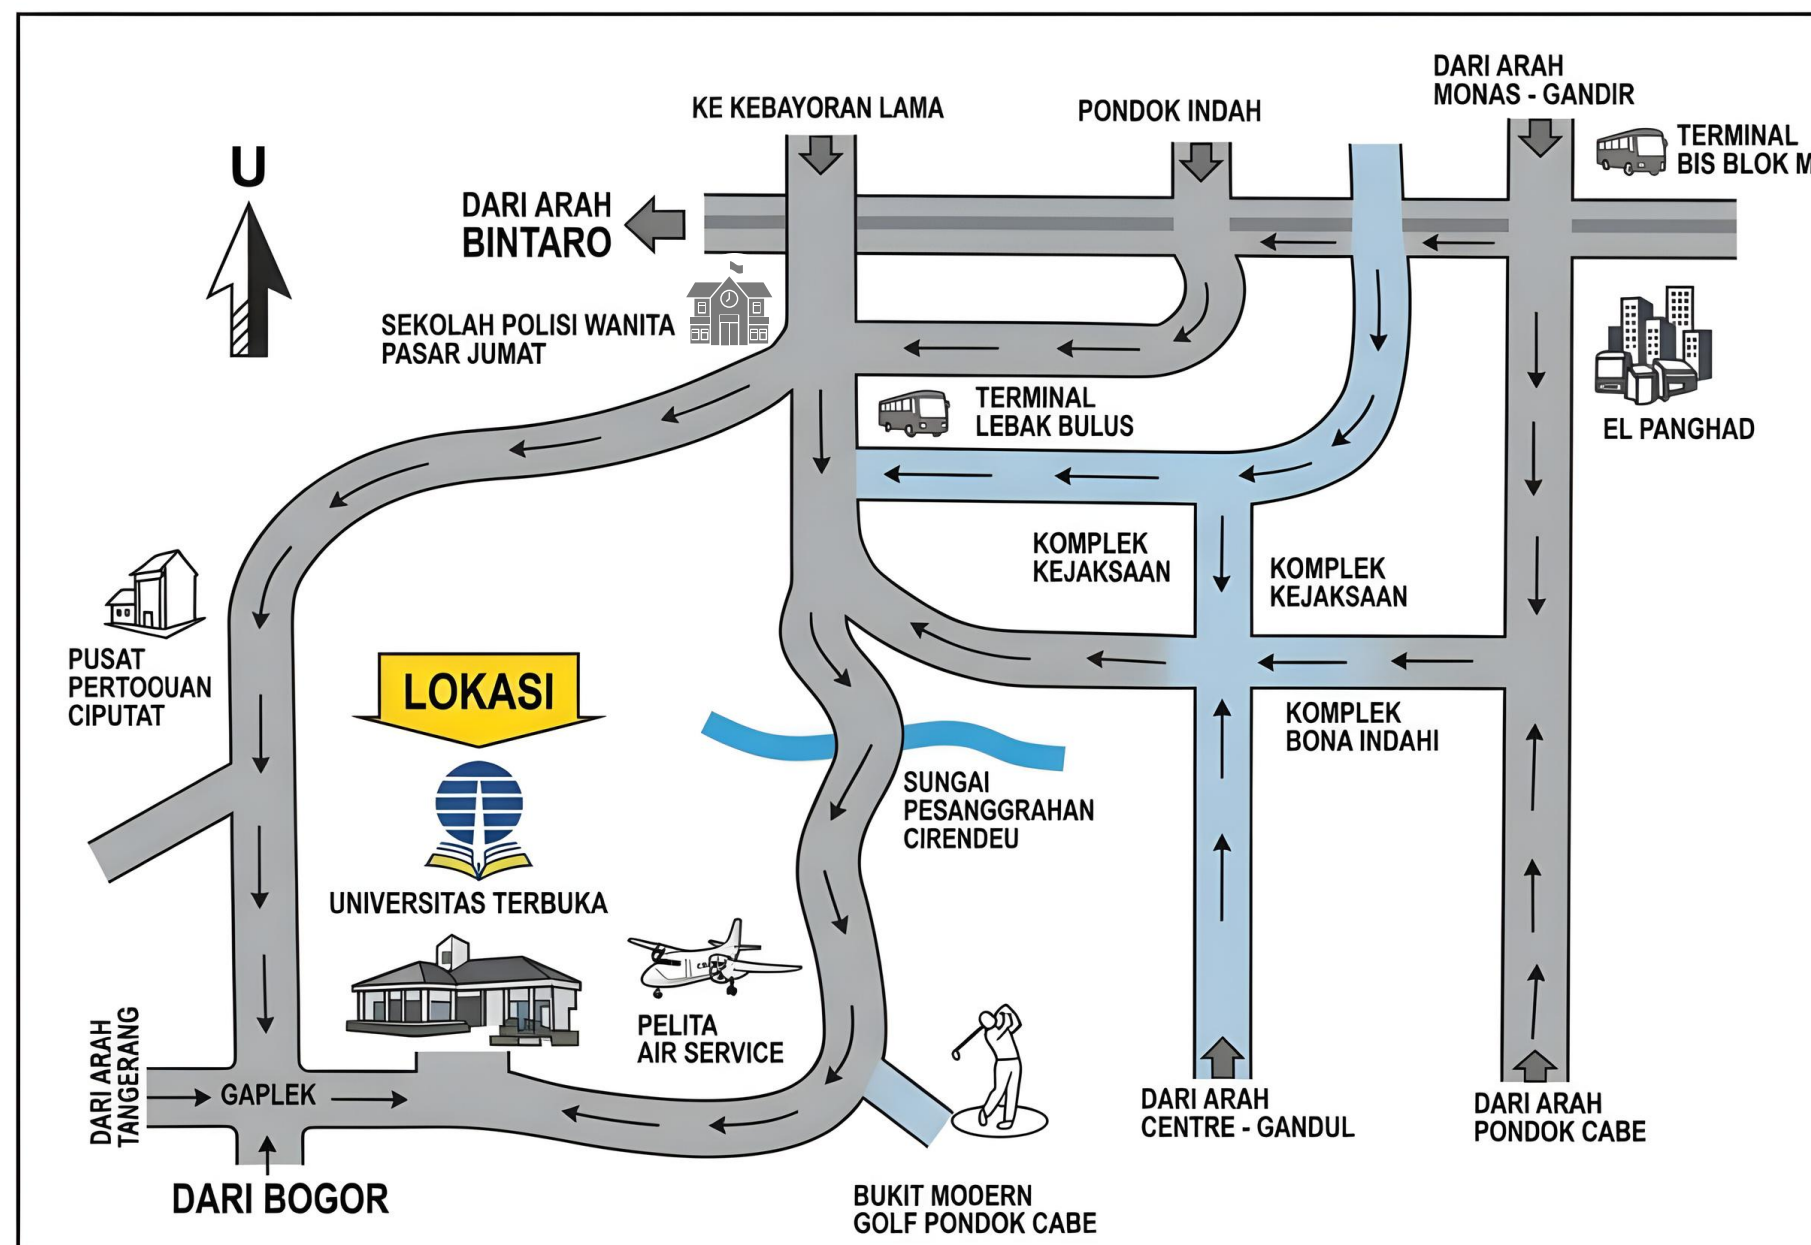 DARI ARAH
MONAS - GANDIR
KE KEBAYORAN LAMA
PONDOK INDAH
TERMINAL
BIS BLOK M
U
DARI ARAH
BINTARO
SEKOLAH POLISI WANITA
PASAR JUMAT
TERMINAL
LEBAK BULUS
EL PANGHAD
KOMPLEK
KEJAKSAAN
KOMPLEK
KEJAKSAAN
PUSAT
PERTOOUAN
CIPUTAT
LOKASI
KOMPLEK
BONA INDAHI
SUNGAI
PESANGGRAHAN
CIRENDEU
UNIVERSITAS TERBUKA
PELITA
AIR SERVICE
DARI ARAH
TANGERANG
GAPLEK
DARI ARAH
CENTRE - GANDUL
DARI ARAH
PONDOK CABE
DARI BOGOR
BUKIT MODERN
GOLF PONDOK CABE